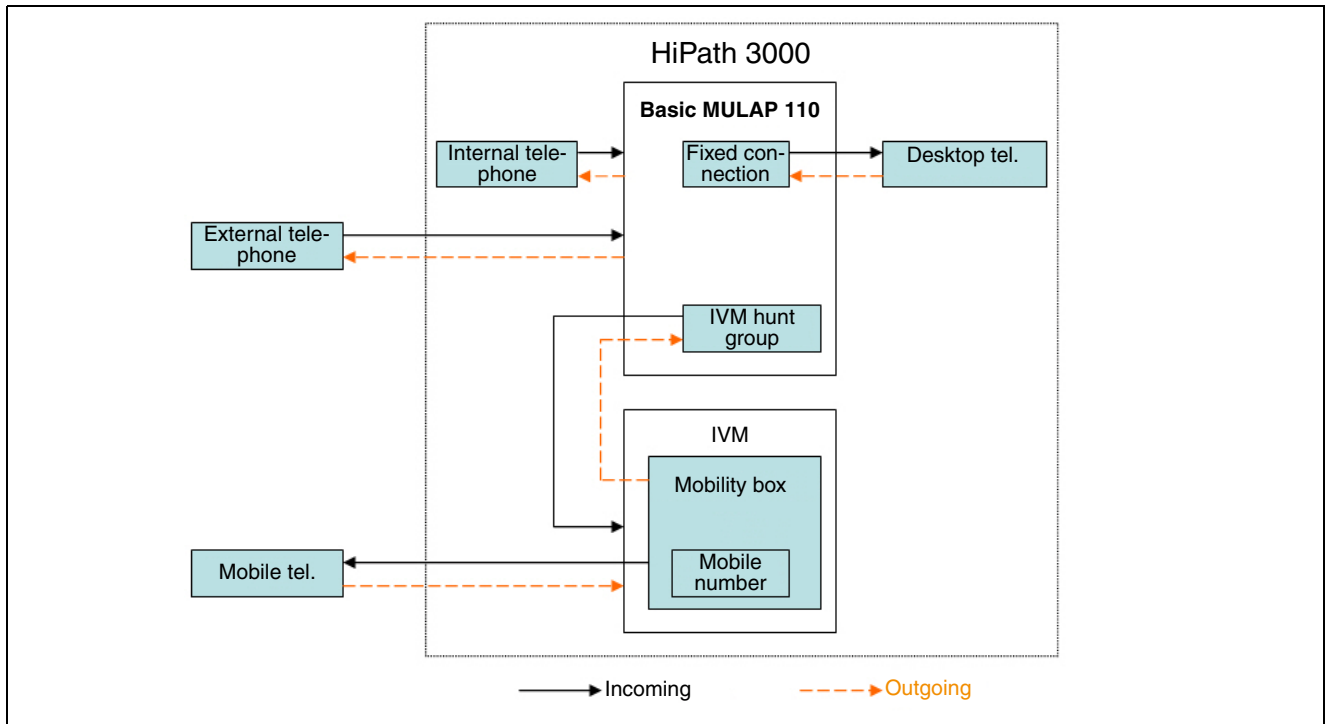 HiPath 3000
Basic MULAP 110
Internal tele-
phone
Fixed con-
nection
Desktop tel.
External tele-
phone
IVM hunt
group
IVM
Mobility box
Mobile tel.
Mobile
number
Incoming
Outgoing